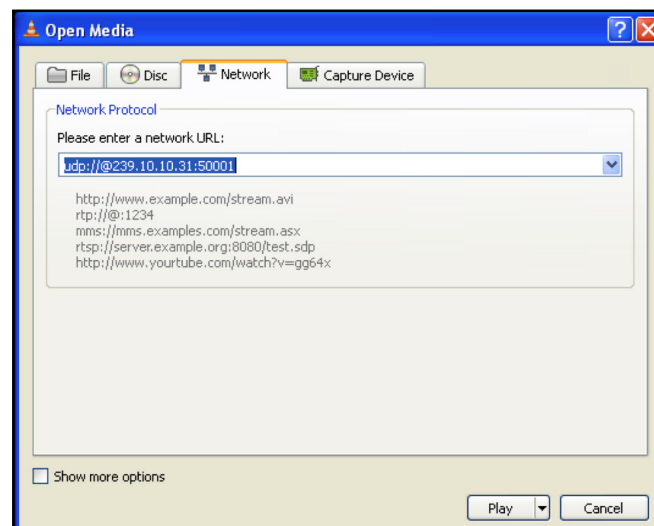 Open Media
File Disc Network Capture Device
Network Protocol
Please enter a network URL:
udp://@239.10.10.31:50001
http://www.example.com/stream.avi
rtp://@:1234
mms://mms.examples.com/stream.asx
rtsp://server.example.org:8080/test.sdp
http://www.yourtube.com/watch?v=gg64x
Show more options
Play Cancel